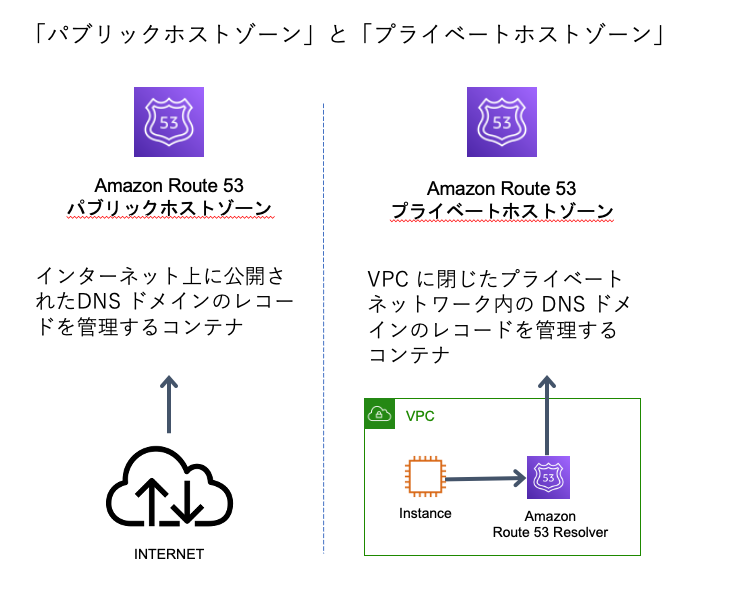 「パブリックホストゾーン」と「プライベートホストゾーン」
53
Amazon Route 53
パブリックホストゾーン
インターネット上に公開さ
れたDNS ドメインのレコー
ドを管理するコンテナ
INTERNET
53
Amazon Route 53
プライベートホストゾーン
VPC に閉じたプライベート
ネットワーク内の DNS ドメ
インのレコードを管理する
コンテナ
VPC
Instance
53
Amazon
Route 53 Resolver